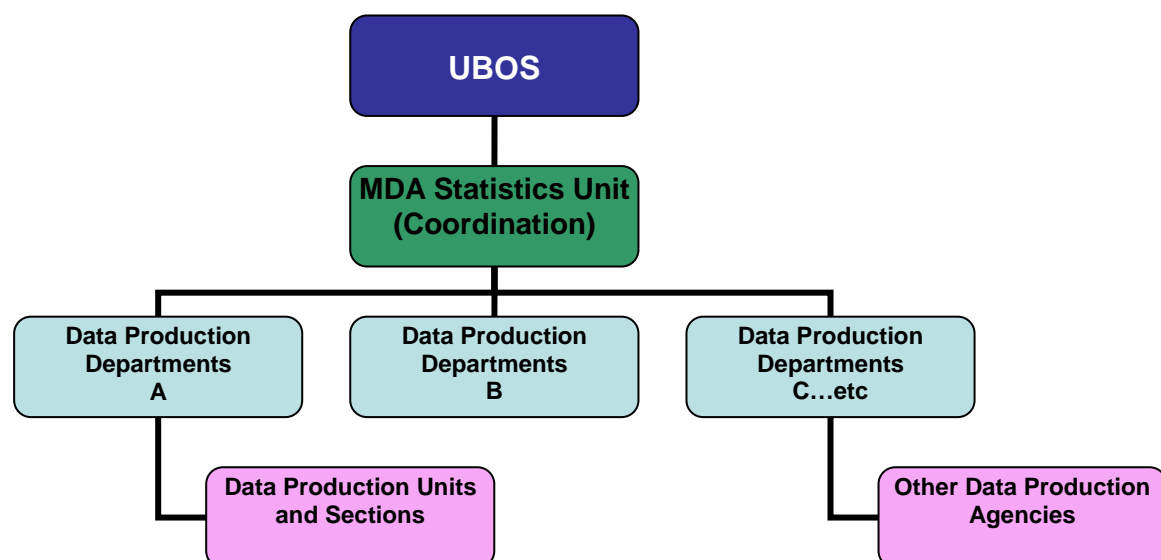 UBOS
MDA Statistics Unit
(Coordination)
Data Production
Departments
A
Data Production
Departments
B
Data Production
Departments
C…etc
Data Production Units
and Sections
Other Data Production
Agencies